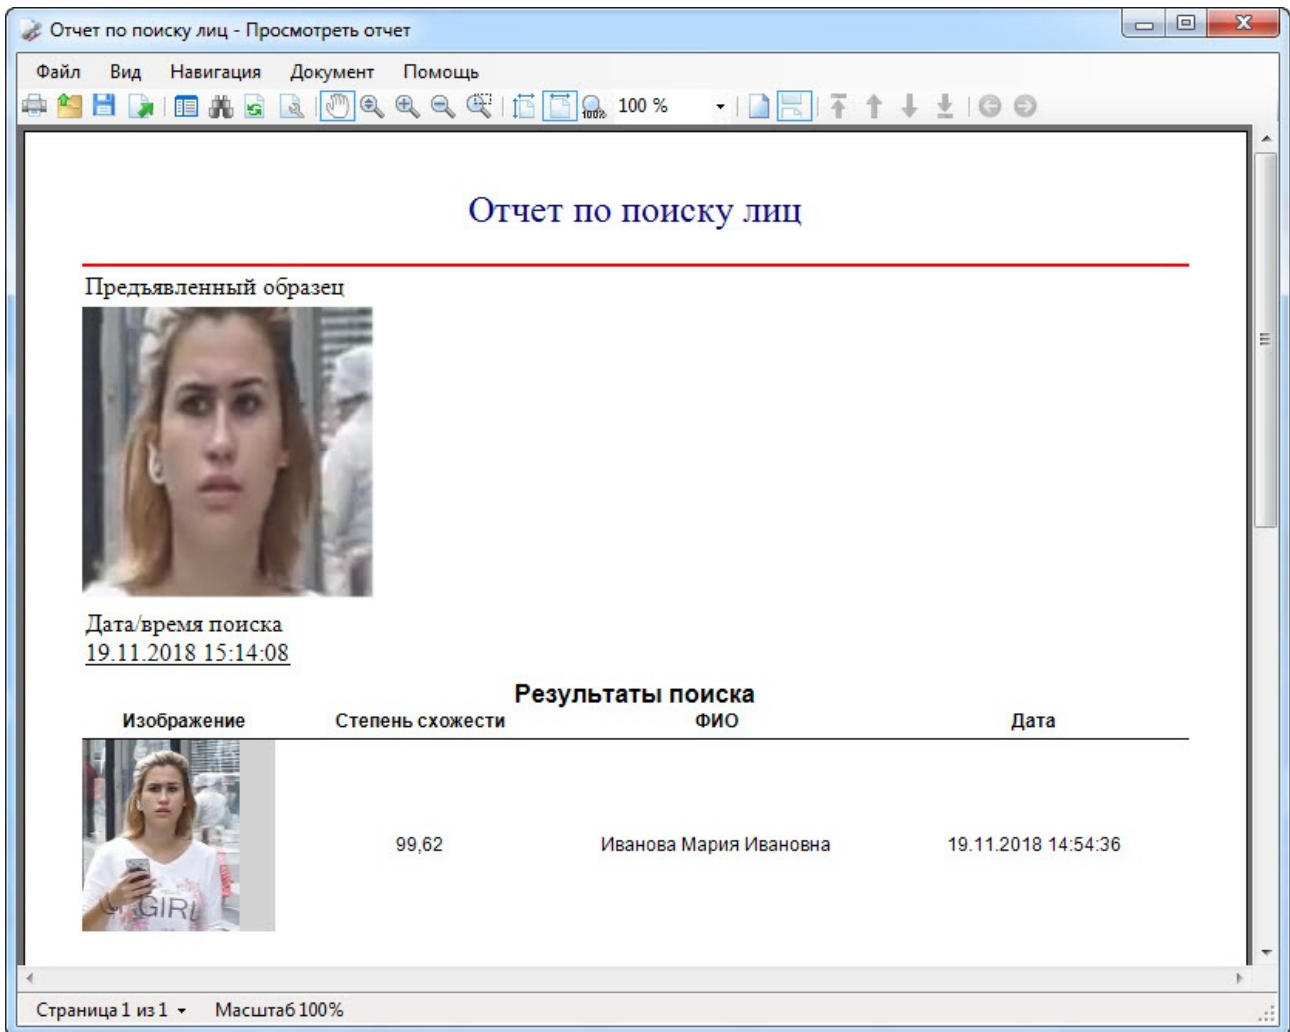 Отчет по поиску лиц - Просмотреть отчет
Файл Вид Навигация Документ Помощь
100% 100 %
Отчет по поиску лиц
Предъявленный образец
Дата/время поиска
19.11.2018 15:14:08
Результаты поиска
Изображение Степень схожести ФИО Дата
GIRL
99,62 Иванова Мария Ивановна 19.11.2018 14:54:36
Страница 1 из 1 Масштаб 100%